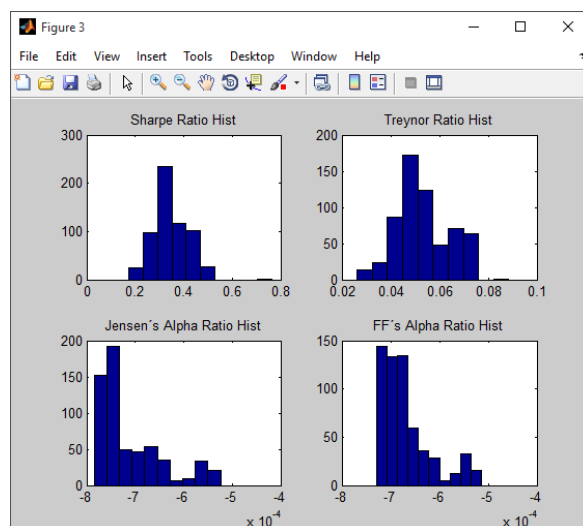 Figure 3
File Edit View Insert Tools Desktop Window Help
Sharpe Ratio Hist
300
200
100
0
0 0.2 0.4 0.6 0.8
Treynor Ratio Hist
200
150
100
50
0
0.02 0.04 0.06 0.08 0.1
Jensen´s Alpha Ratio Hist
200
150
100
50
0
-8 -7 -6 -5 -4
x 10⁻⁴
FF´s Alpha Ratio Hist
150
100
50
0
-8 -7 -6 -5 -4
x 10⁻⁴